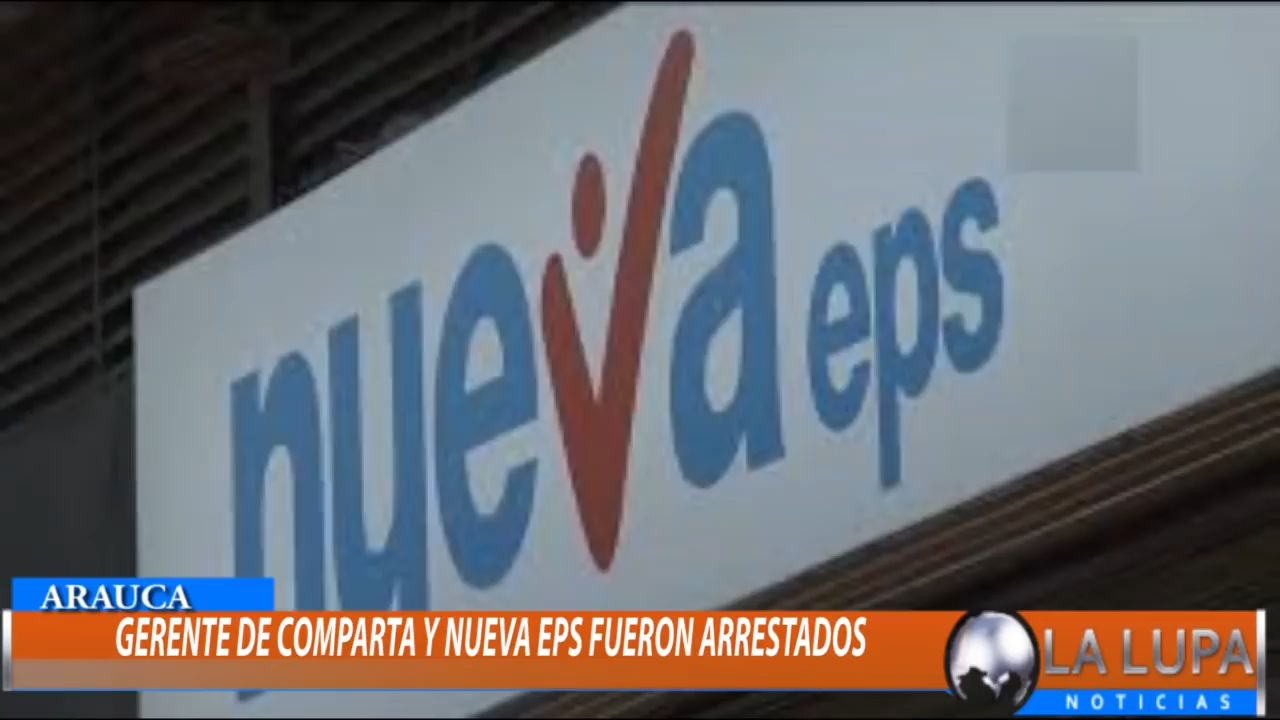 nueva eps
ARAUCA
GERENTE DE COMPARTA Y NUEVA EPS FUERON ARRESTADOS
LA LUPA
NOTICIAS